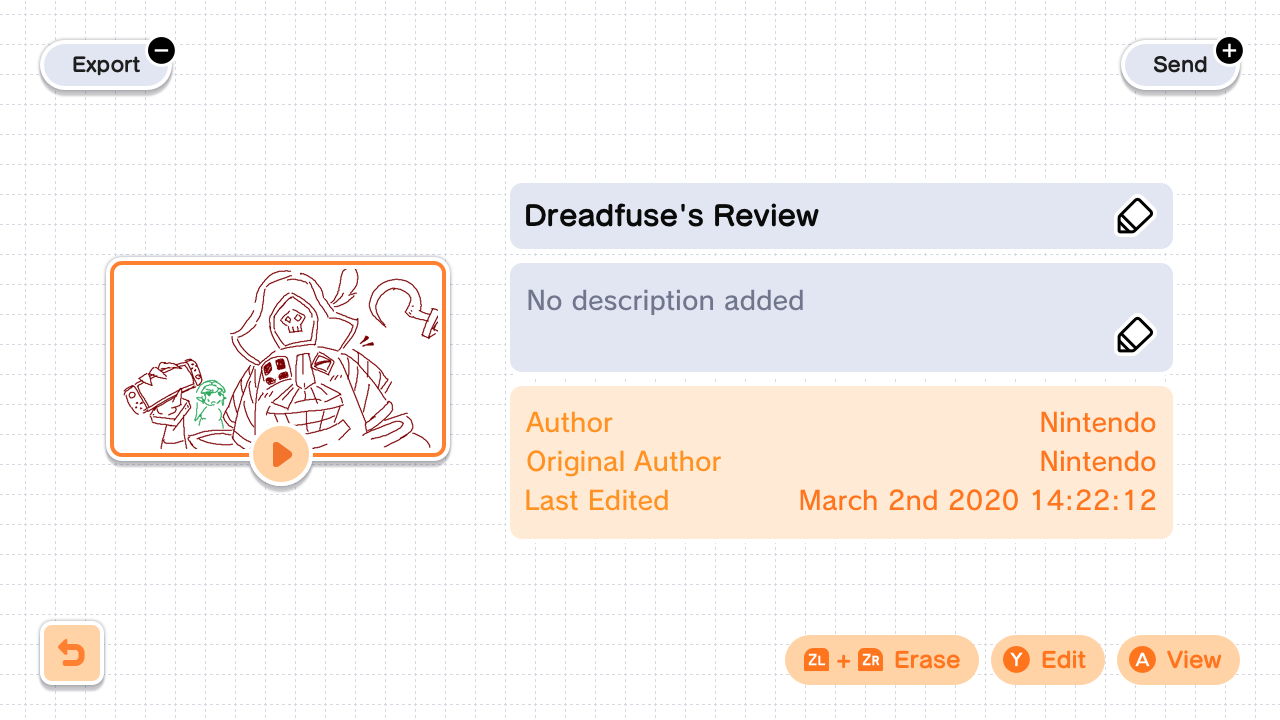 Export
Send
Dreadfuse's Review
No description added
Author Nintendo
Original Author Nintendo
Last Edited March 2nd 2020 14:22:12
ZL + ZR Erase
Y Edit
A View